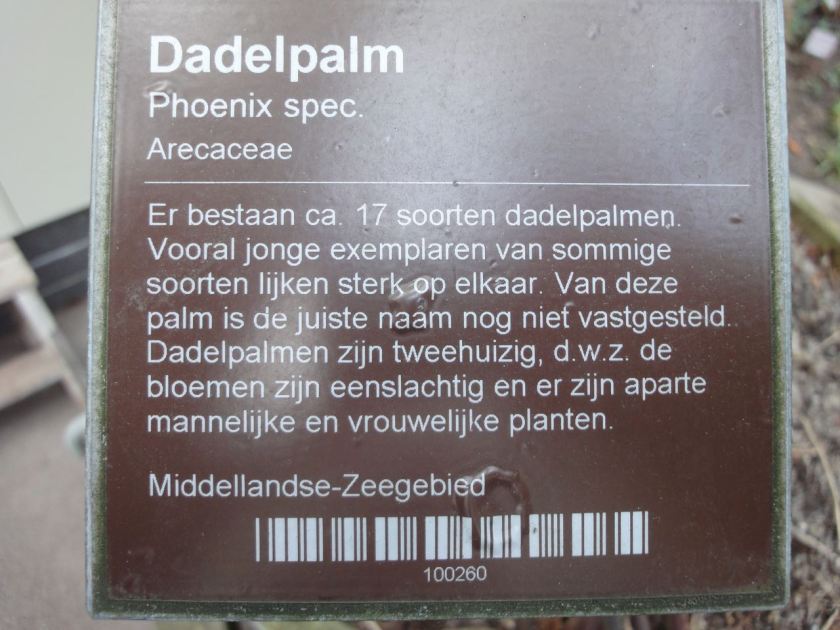 Dadelpalm
Phoenix spec.
Arecaceae
Er bestaan ca. 17 soorten dadelpalmen.
Vooral jonge exemplaren van sommige
soorten lijken sterk op elkaar. Van deze
palm is de juiste naam nog niet vastgesteld.
Dadelpalmen zijn tweehuizig, d.w.z. de
bloemen zijn eenslachtig en er zijn aparte
mannelijke en vrouwelijke planten.
Middellandse-Zeegebied
100260